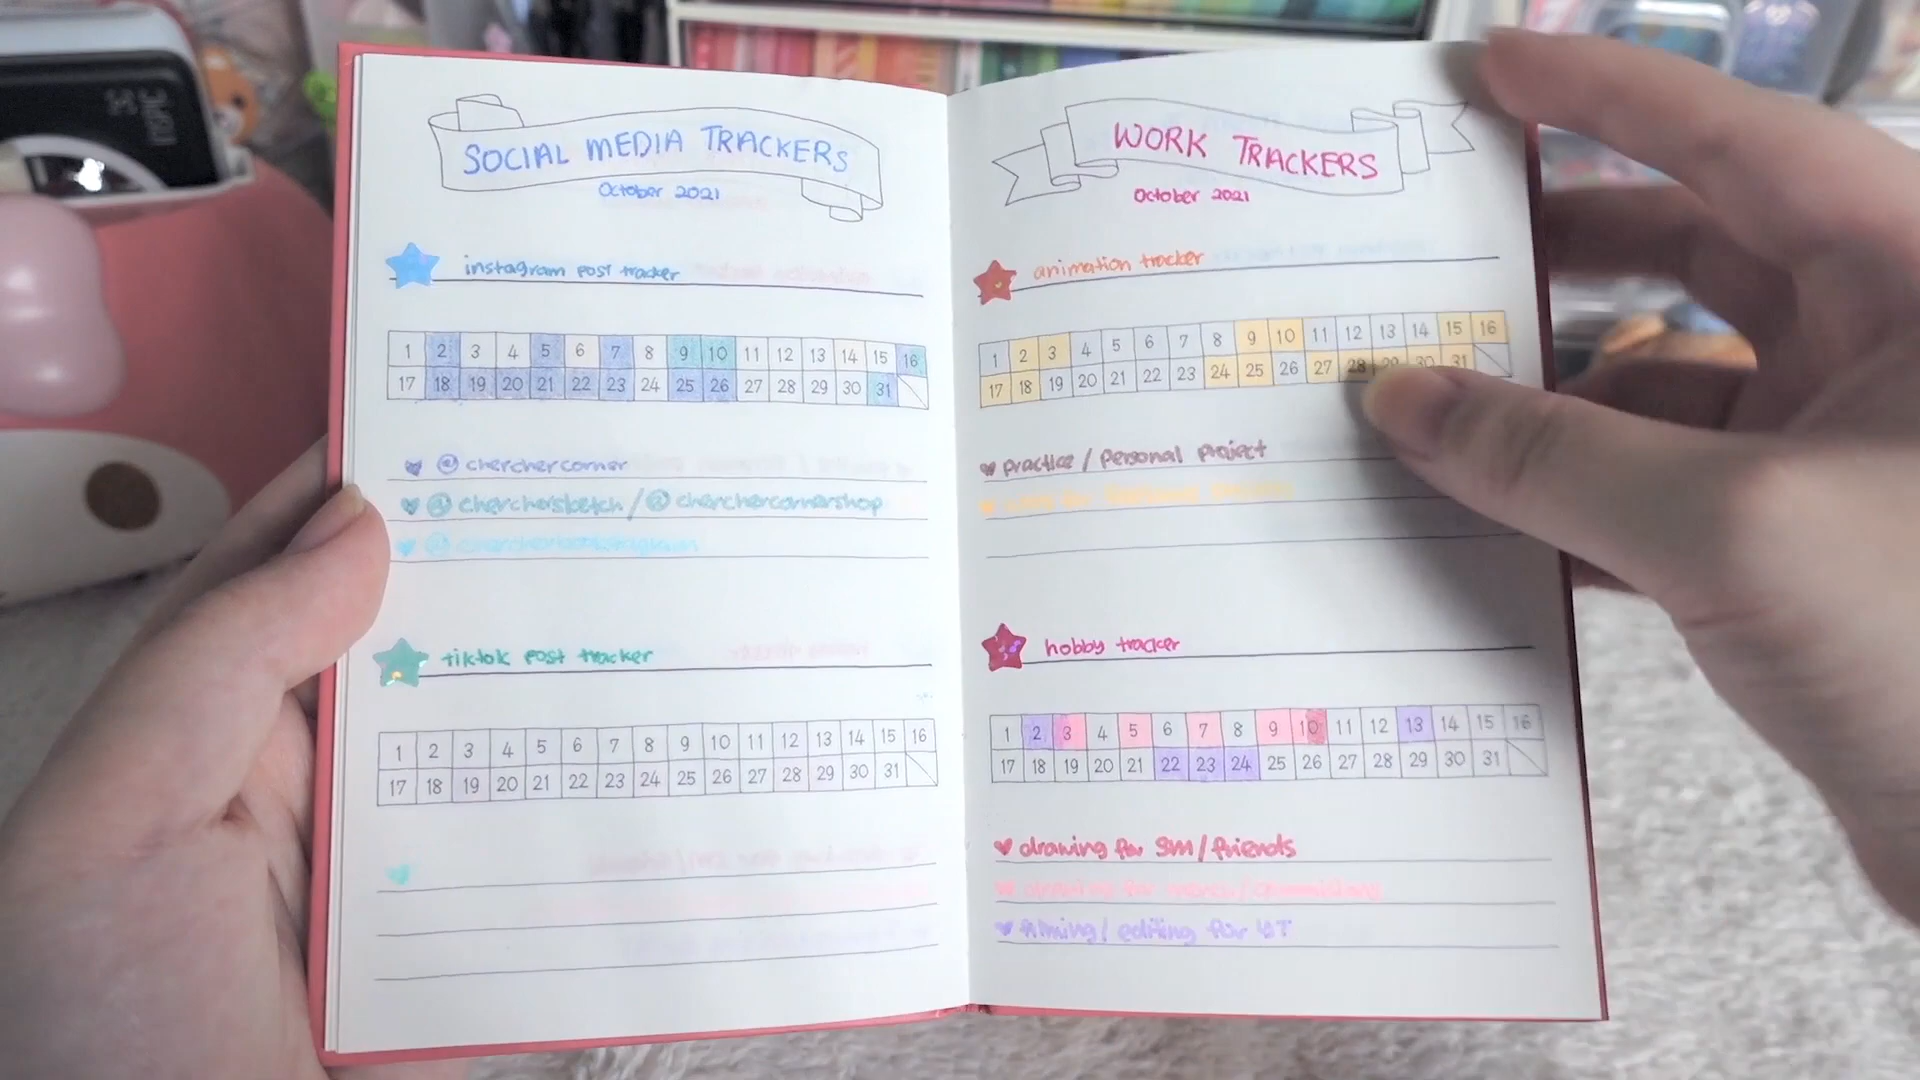 SOCIAL MEDIA TRACKERS
October 2021
instagram post tracker
1 2 3 4 5 6 7 8 9 10 11 12 13 14 15 16
17 18 19 20 21 22 23 24 25 26 27 28 29 30 31
@cherchercorner
@cherchersketch / @cherchercornershop
tiktok post tracker
1 2 3 4 5 6 7 8 9 10 11 12 13 14 15 16
17 18 19 20 21 22 23 24 25 26 27 28 29 30 31
WORK TRACKERS
October 2021
animation tracker
1 2 3 4 5 6 7 8 9 10 11 12 13 14 15 16
17 18 19 20 21 22 23 24 25 26 27 28 29 30 31
practice / personal project
hobby tracker
1 2 3 4 5 6 7 8 9 10 11 12 13 14 15 16
17 18 19 20 21 22 23 24 25 26 27 28 29 30 31
drawing for SM / friends
drawing for
filming / editing for YT